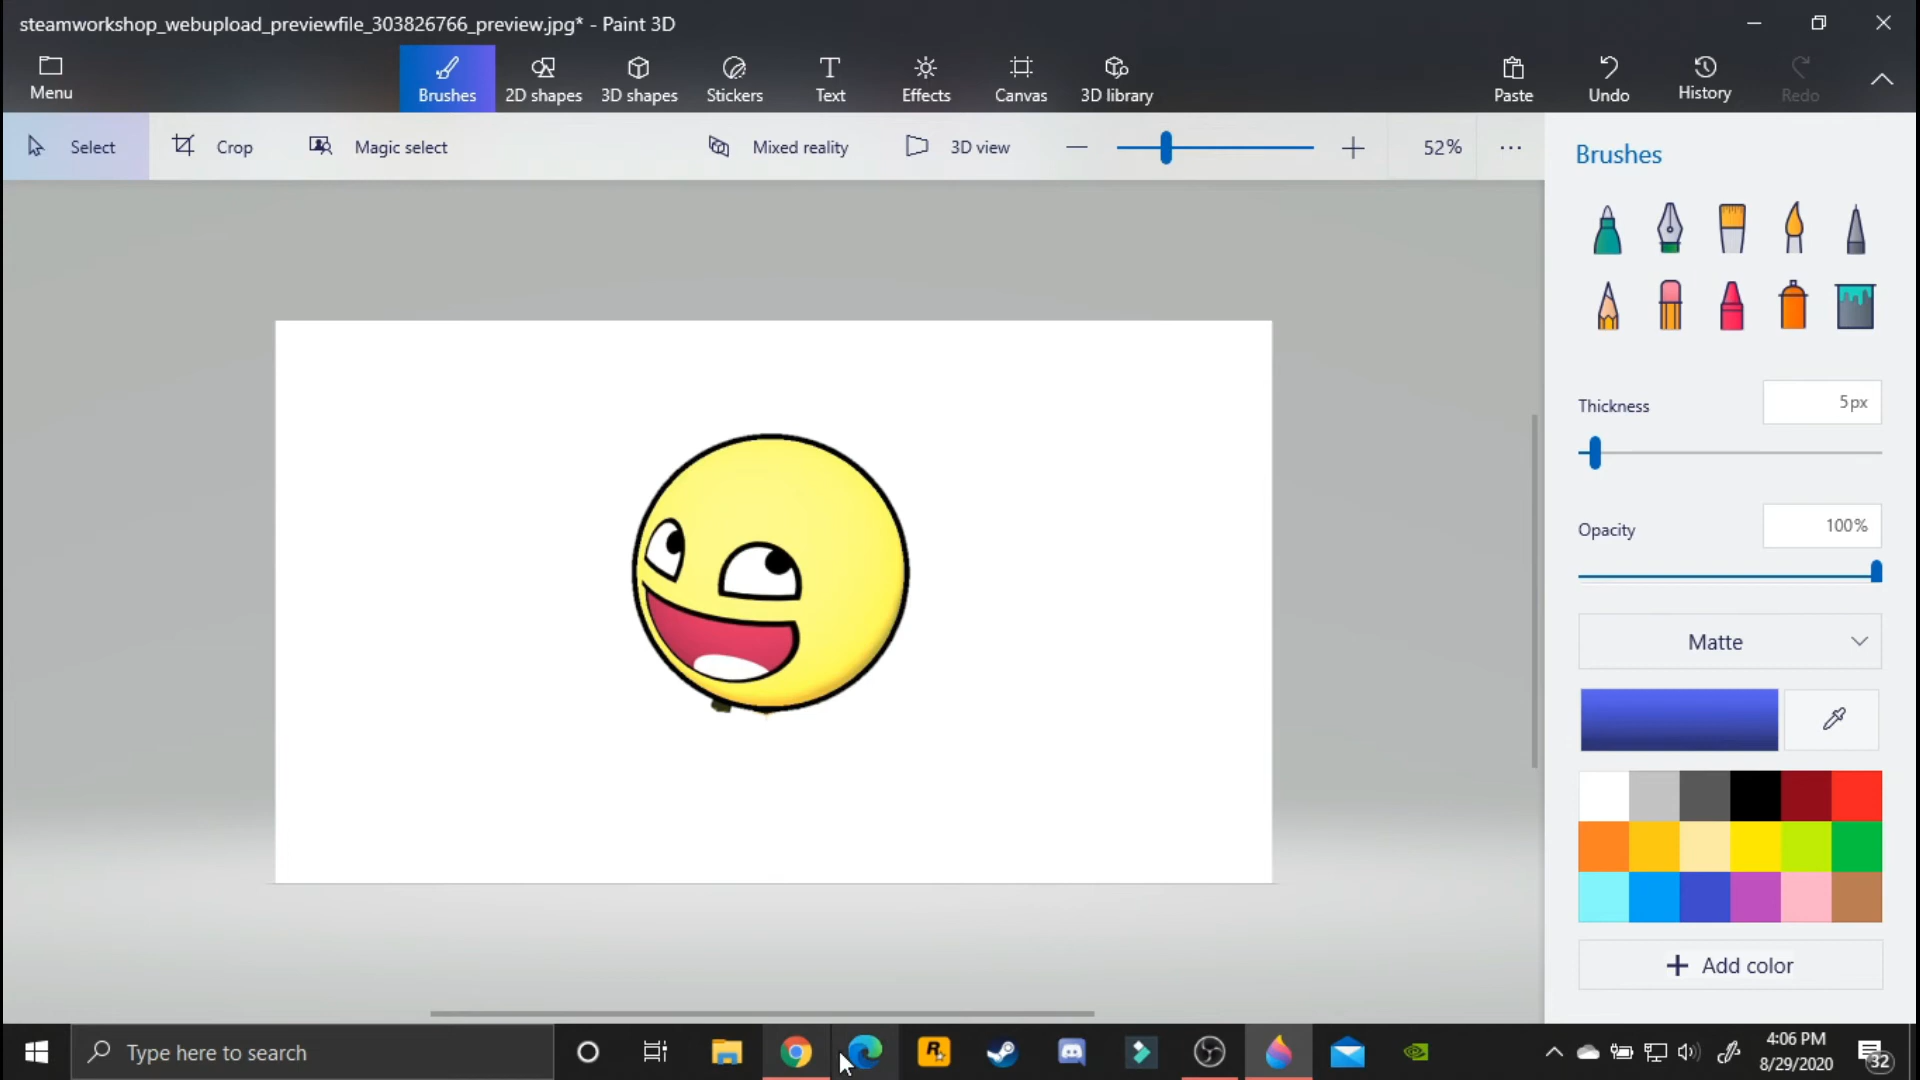 steamworkshop_webupload_previewfile_303826766_preview.jpg* - Paint 3D
Menu
Brushes
2D shapes
3D shapes
Stickers
Text
Effects
Canvas
3D library
Paste
Undo
History
Redo
Select
Crop
Magic select
Mixed reality
3D view
52%
Brushes
Thickness
5px
Opacity
100%
Matte
Add color
Type here to search
4:06 PM
8/29/2020
32